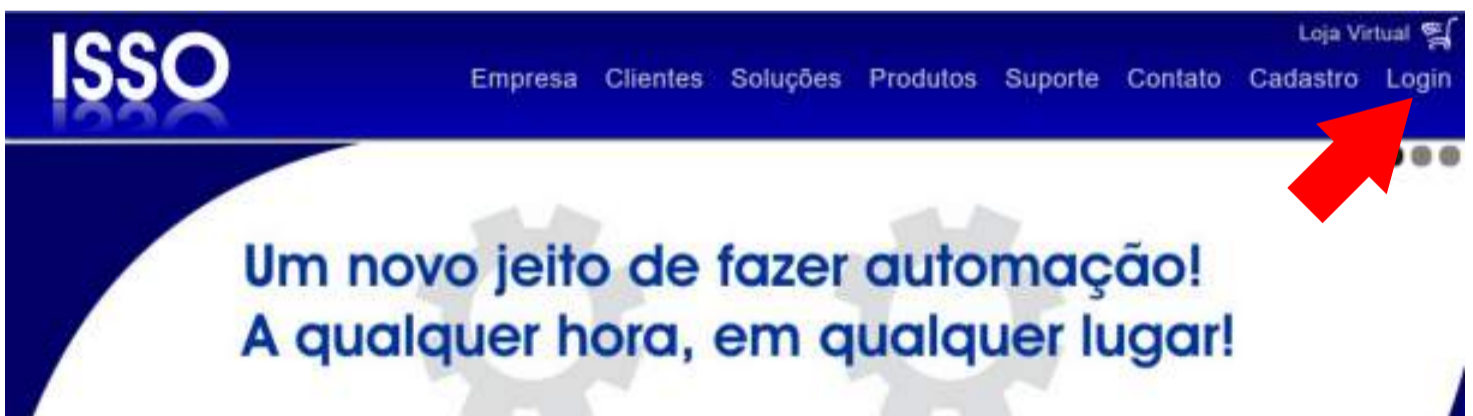 ISSO
Loja Virtual
Empresa Clientes Soluções Produtos Suporte Contato Cadastro Login
Um novo jeito de fazer automação!
A qualquer hora, em qualquer lugar!